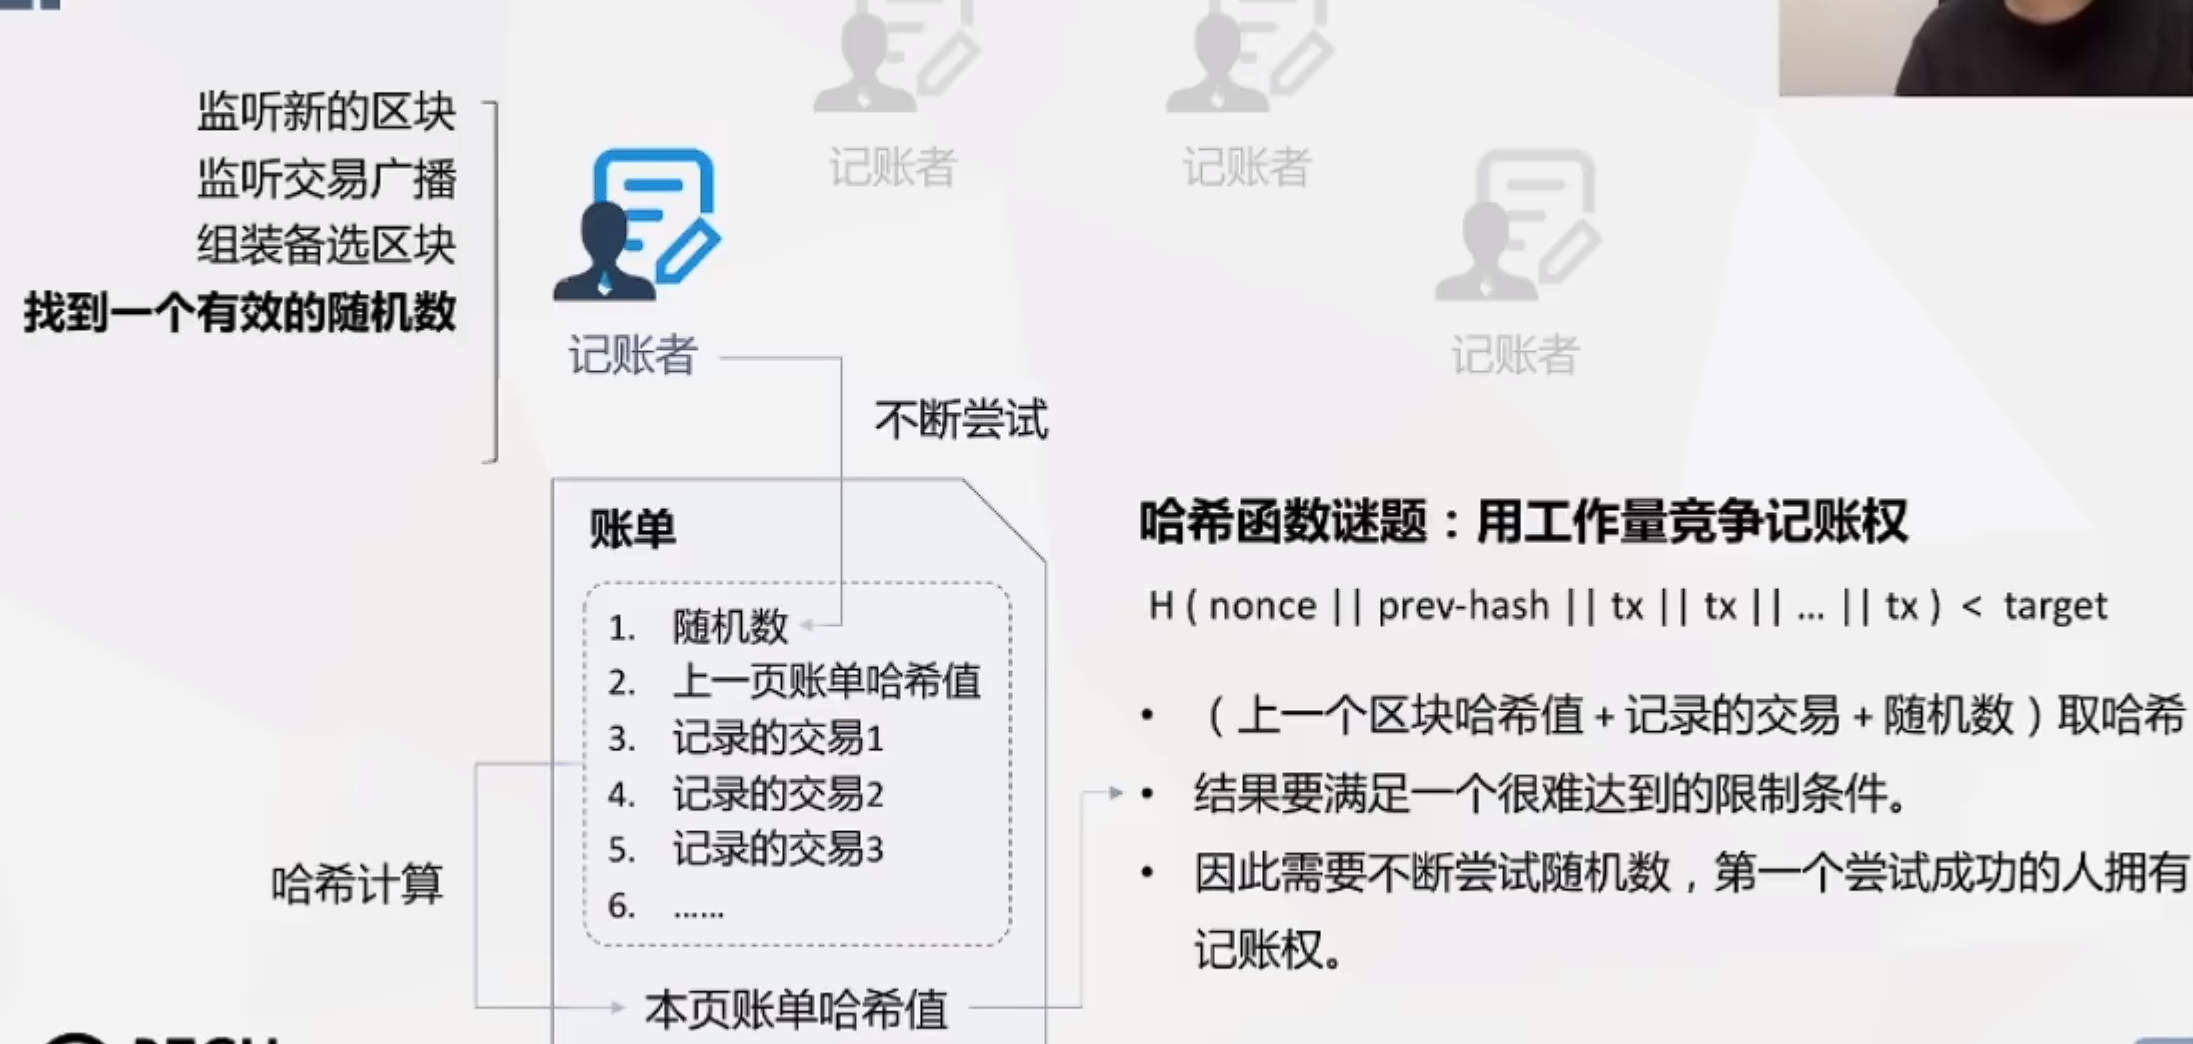 监听新的区块
监听交易广播
组装备选区块
找到一个有效的随机数
记账者
记账者
记账者
记账者
不断尝试
账单
1. 随机数
2. 上一页账单哈希值
3. 记录的交易1
4. 记录的交易2
5. 记录的交易3
6. ......
哈希计算
本页账单哈希值
哈希函数谜题：用工作量竞争记账权
H ( nonce || prev-hash || tx || tx || ... || tx ) < target
• （上一个区块哈希值+记录的交易+随机数）取哈希
• 结果要满足一个很难达到的限制条件。
• 因此需要不断尝试随机数，第一个尝试成功的人拥有
记账权。